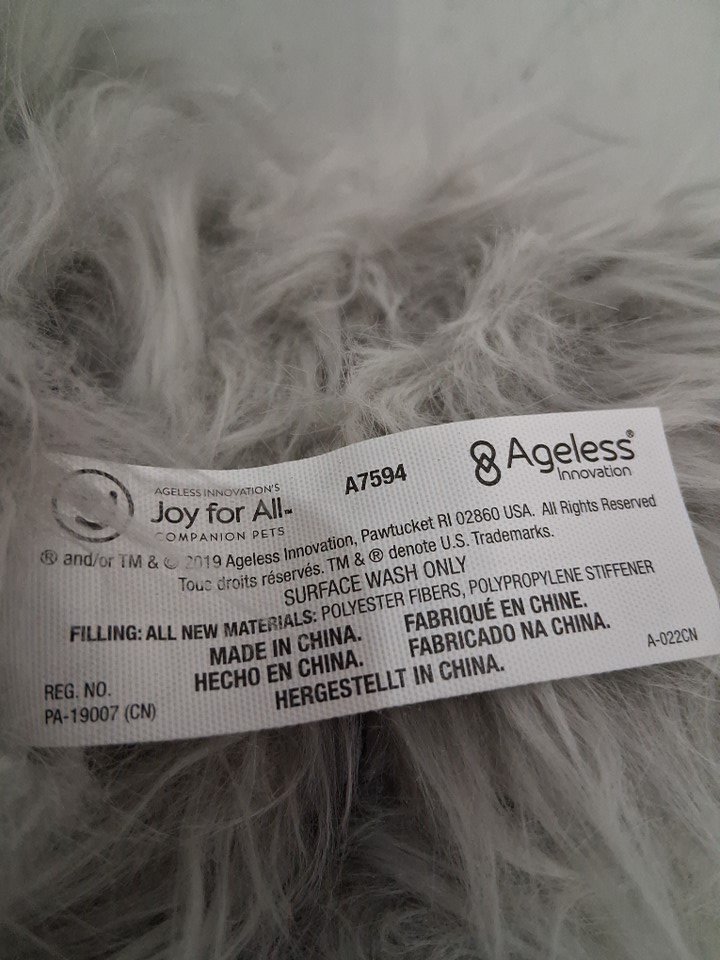 AGELESS INNOVATION'S
Joy for All™
COMPANION PETS
A7594
Ageless®
Innovation
® and/or TM & © 2019 Ageless Innovation, Pawtucket RI 02860 USA. All Rights Reserved
Tous droits réservés. TM & ® denote U.S. Trademarks.
SURFACE WASH ONLY
FILLING: ALL NEW MATERIALS: POLYESTER FIBERS, POLYPROPYLENE STIFFENER
MADE IN CHINA. FABRIQUÉ EN CHINE.
HECHO EN CHINA. FABRICADO NA CHINA.
HERGESTELLT IN CHINA.
REG. NO.
PA-19007 (CN)
A-022CN